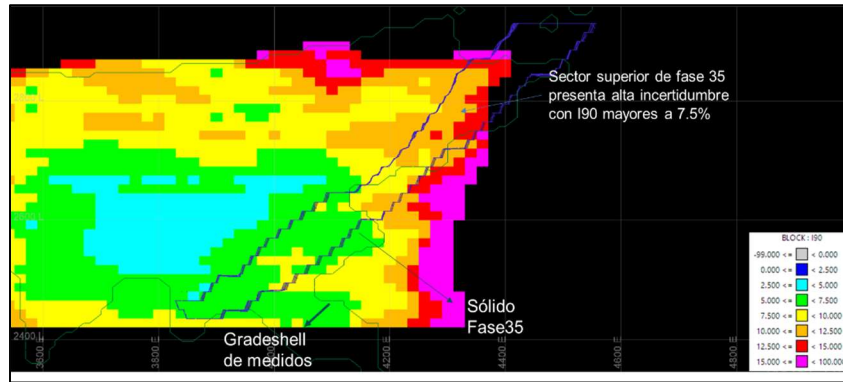 Sector superior de fase 35
presenta alta incertidumbre
con I90 mayores a 7.5%
BLOCK : I90
-99.000 <= < 0.000
0.000 <= < 2.500
2.500 <= < 5.000
5.000 <= < 7.500
7.500 <= < 10.000
10.000 <= < 12.500
12.500 <= < 15.000
15.000 <= < 100.000
Sólido
Fase35
Gradeshell
de medidos
2400 L
3600 E
3800 E
4000 E
4200 E
4400 E
4600 E
4800 E